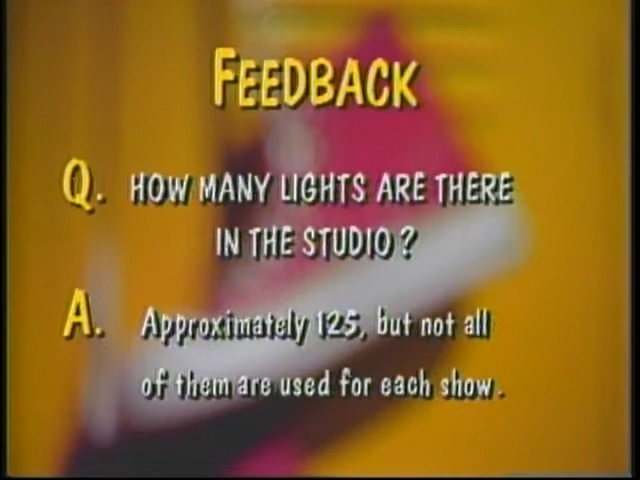 FEEDBACK
Q. HOW MANY LIGHTS ARE THERE
IN THE STUDIO?
A. Approximately 125, but not all
of them are used for each show.